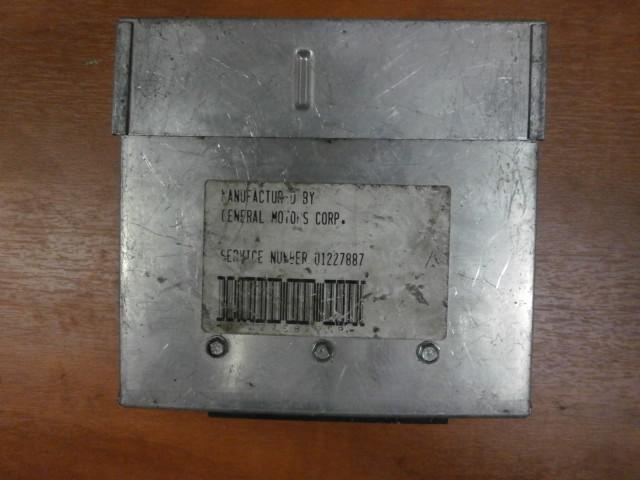 MANUFACTURED BY
GENERAL MOTORS CORP.
SERVICE NUMBER 01227887